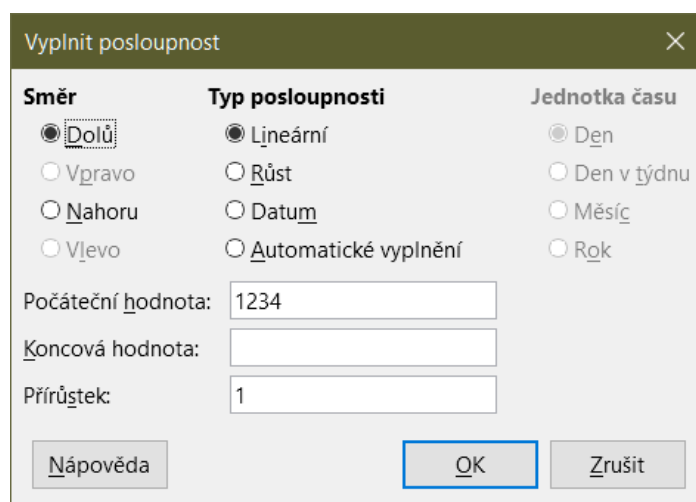 Vyplnit posloupnost
Směr Typ posloupnosti Jednotka času
Dolů Lineární Den
Vpravo Růst Den v týdnu
Nahoru Datum Měsíc
Vlevo Automatické vyplnění Rok
Počáteční hodnota: 1234
Koncová hodnota:
Přírůstek: 1
Nápověda OK Zrušit